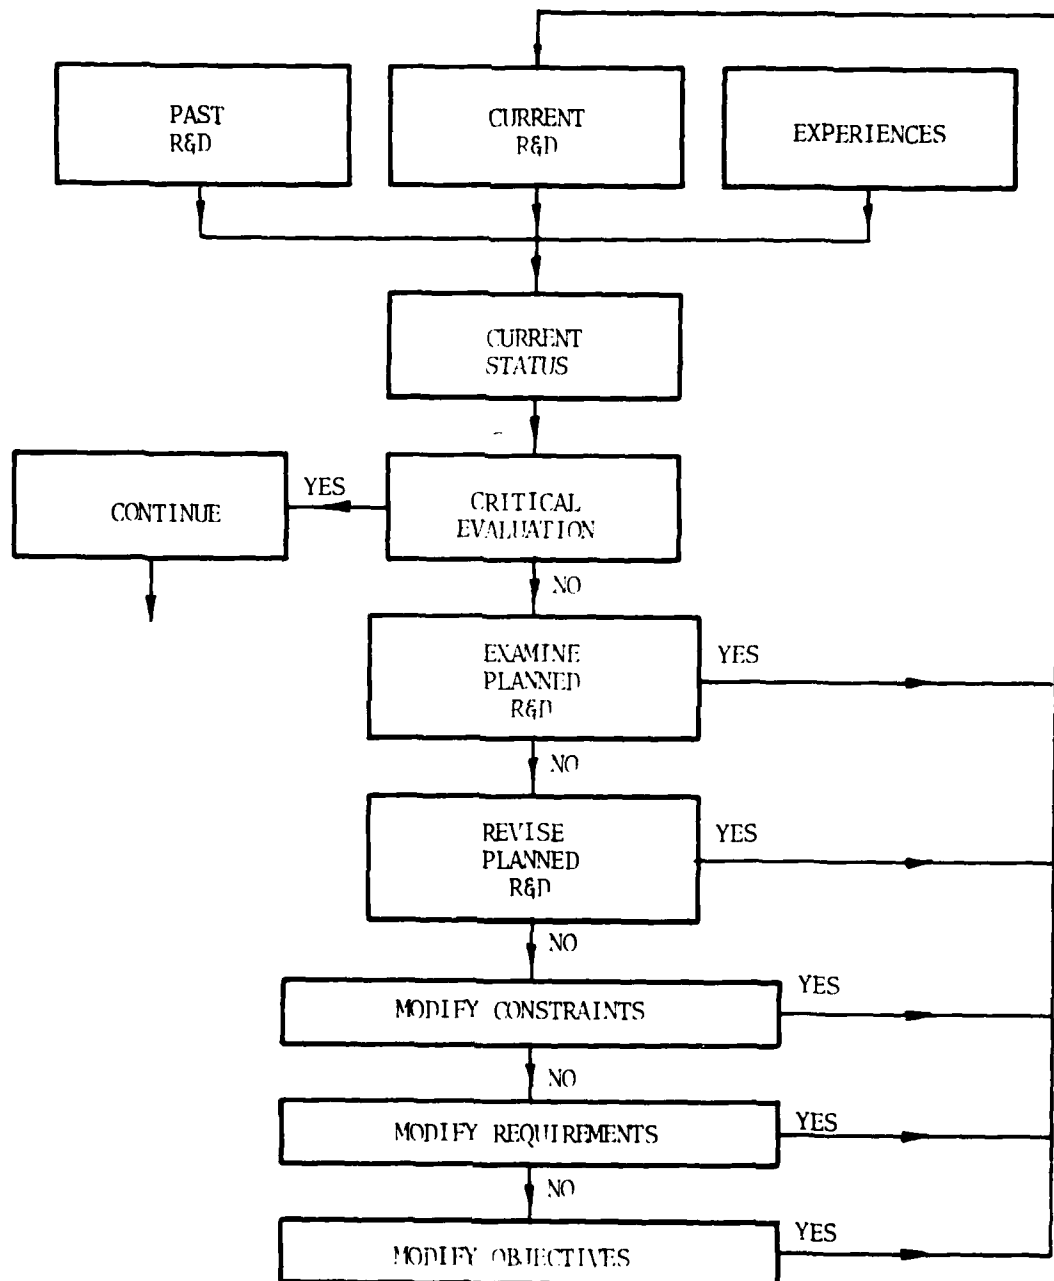 PAST
R&D
CURRENT
R&D
EXPERIENCES
CURRENT
STATUS
CONTINUE
YES
CRITICAL
EVALUATION
NO
EXAMINE
PLANNED
R&D
YES
NO
REVISE
PLANNED
R&D
YES
NO
MODIFY CONSTRAINTS
YES
NO
MODIFY REQUIREMENTS
YES
NO
MODIFY OBJECTIVES
YES